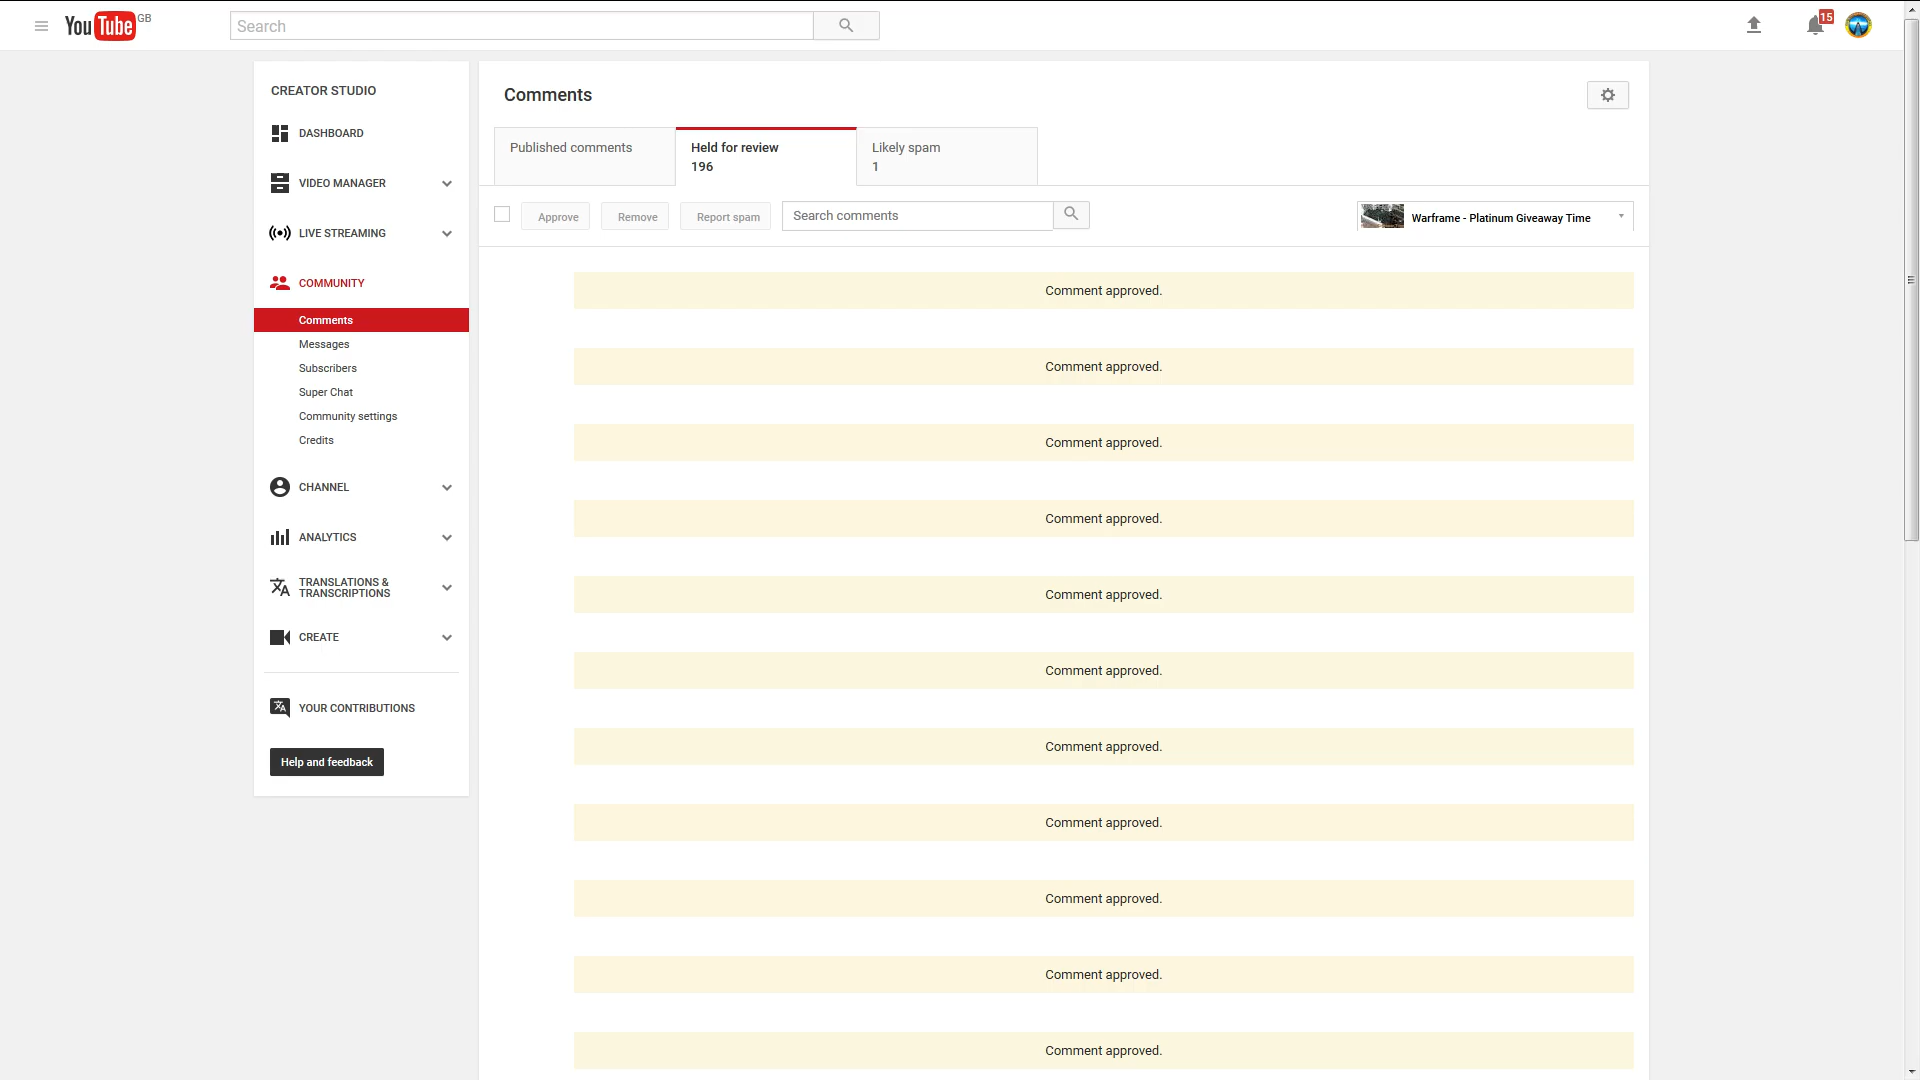 YouTube GB
Search
15
CREATOR STUDIO
DASHBOARD
VIDEO MANAGER
LIVE STREAMING
COMMUNITY
Comments
Messages
Subscribers
Super Chat
Community settings
Credits
CHANNEL
ANALYTICS
TRANSLATIONS &
TRANSCRIPTIONS
CREATE
YOUR CONTRIBUTIONS
Help and feedback
Comments
Published comments
Held for review
196
Likely spam
1
Approve
Remove
Report spam
Search comments
Warframe - Platinum Giveaway Time
Comment approved.
Comment approved.
Comment approved.
Comment approved.
Comment approved.
Comment approved.
Comment approved.
Comment approved.
Comment approved.
Comment approved.
Comment approved.